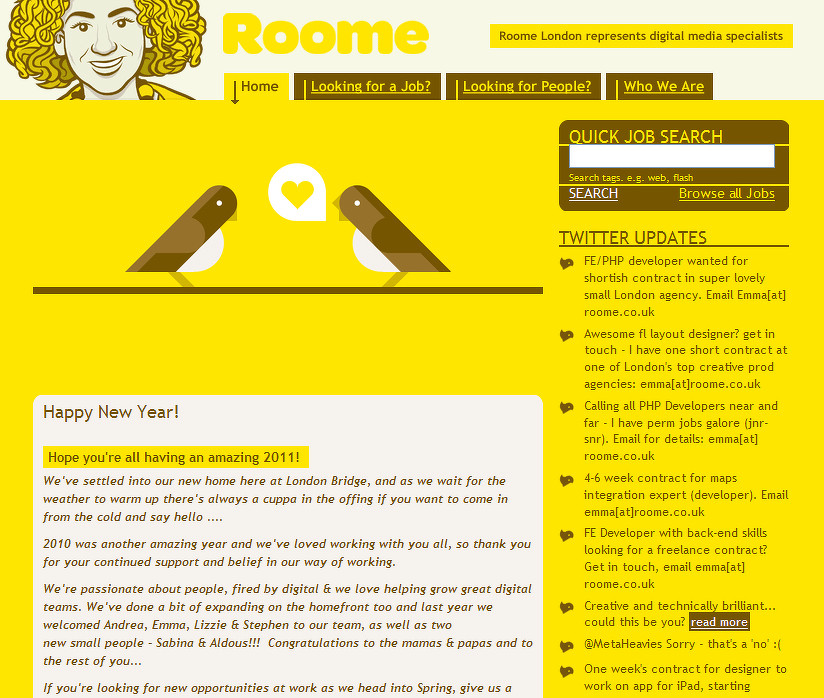 Roome
Roome London represents digital media specialists
Home
Looking for a Job?
Looking for People?
Who We Are
Happy New Year!
Hope you're all having an amazing 2011!
We've settled into our new home here at London Bridge, and as we wait for the
weather to warm up there's always a cuppa in the offing if you want to come in
from the cold and say hello ....
2010 was another amazing year and we've loved working with you all, so thank you
for your continued support and belief in our way of working.
We're passionate about people, fired by digital & we love helping grow great digital
teams. We've done a bit of expanding on the homefront too and last year we
welcomed Andrea, Emma, Lizzie & Stephen to our team, as well as two
new small people - Sabina & Aldous!!!  Congratulations to the mamas & papas and to
the rest of you...
If you're looking for new opportunities at work as we head into Spring, give us a
QUICK JOB SEARCH
Search tags. e.g. web, flash
SEARCH
Browse all Jobs
TWITTER UPDATES
FE/PHP developer wanted for
shortish contract in super lovely
small London agency. Email Emma[at]
roome.co.uk
Awesome fl layout designer? get in
touch - I have one short contract at
one of London's top creative prod
agencies: emma[at]roome.co.uk
Calling all PHP Developers near and
far - I have perm jobs galore (jnr-
snr). Email for details: emma[at]
roome.co.uk
4-6 week contract for maps
integration expert (developer). Email
emma[at]roome.co.uk
FE Developer with back-end skills
looking for a freelance contract?
Get in touch, email emma[at]
roome.co.uk
Creative and technically brilliant...
could this be you? read more
@MetaHeavies Sorry - that's a 'no' :(
One week's contract for designer to
work on app for iPad, starting